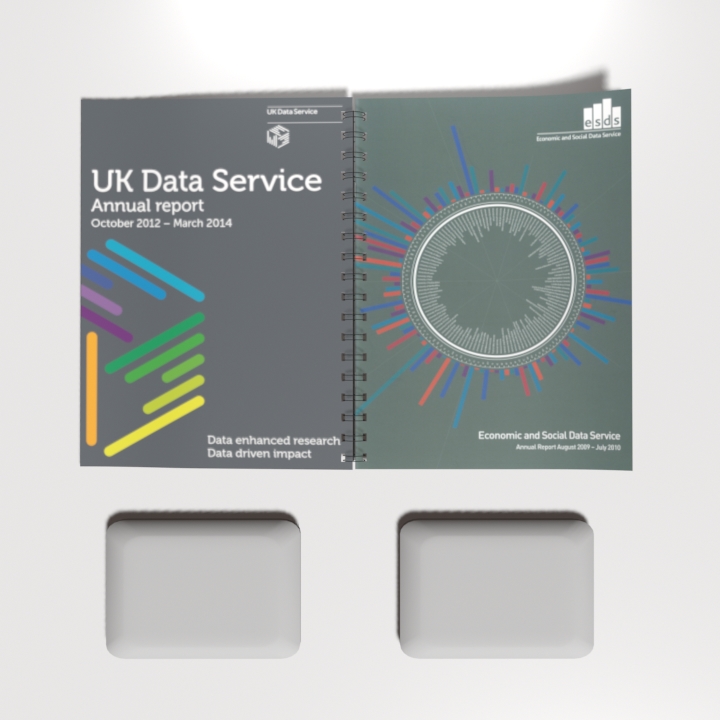 UK Data Service
UK Data Service
Annual report
October 2012 – March 2014
Data enhanced research
Data driven impact
esds
Economic and Social Data Service
Economic and Social Data Service
Annual Report August 2009 – July 2010